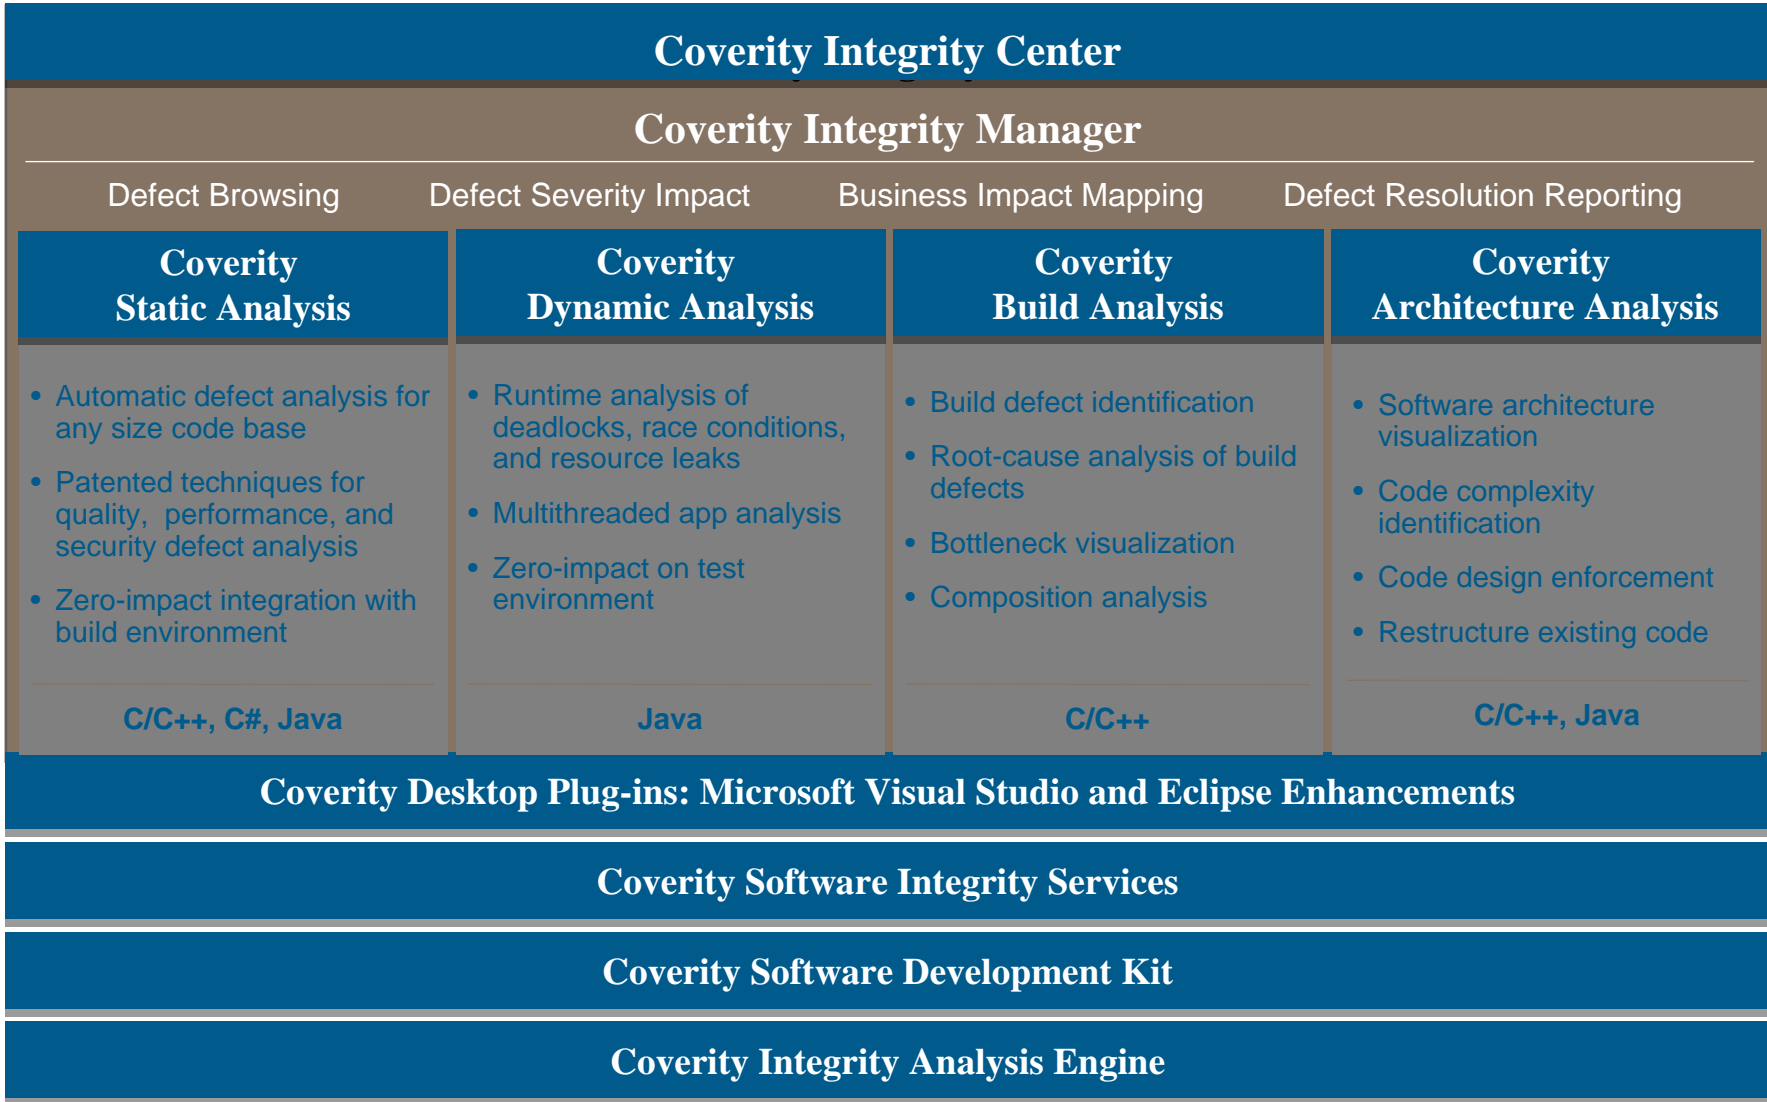 Coverity Integrity Center
Coverity Integrity Manager
Defect Browsing Defect Severity Impact Business Impact Mapping Defect Resolution Reporting
Coverity
Static Analysis
• Automatic defect analysis for
any size code base
• Patented techniques for
quality, performance, and
security defect analysis
• Zero-impact integration with
build environment
C/C++, C#, Java
Coverity
Dynamic Analysis
• Runtime analysis of
deadlocks, race conditions,
and resource leaks
• Multithreaded app analysis
• Zero-impact on test
environment
Java
Coverity
Build Analysis
• Build defect identification
• Root-cause analysis of build
defects
• Bottleneck visualization
• Composition analysis
C/C++
Coverity
Architecture Analysis
• Software architecture
visualization
• Code complexity
identification
• Code design enforcement
• Restructure existing code
C/C++, Java
Coverity Desktop Plug-ins: Microsoft Visual Studio and Eclipse Enhancements
Coverity Software Integrity Services
Coverity Software Development Kit
Coverity Integrity Analysis Engine